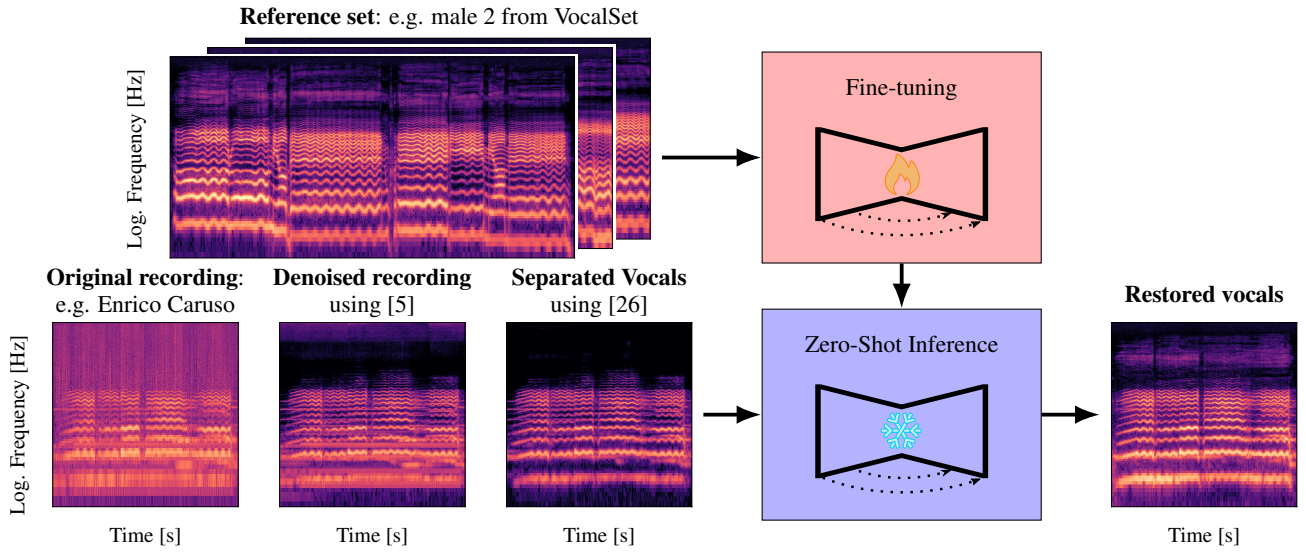 Reference set: e.g. male 2 from VocalSet
Log. Frequency [Hz]
Fine-tuning
Original recording:
e.g. Enrico Caruso
Denoised recording
using [5]
Separated Vocals
using [26]
Zero-Shot Inference
Restored vocals
Log. Frequency [Hz]
Time [s]
Time [s]
Time [s]
Time [s]